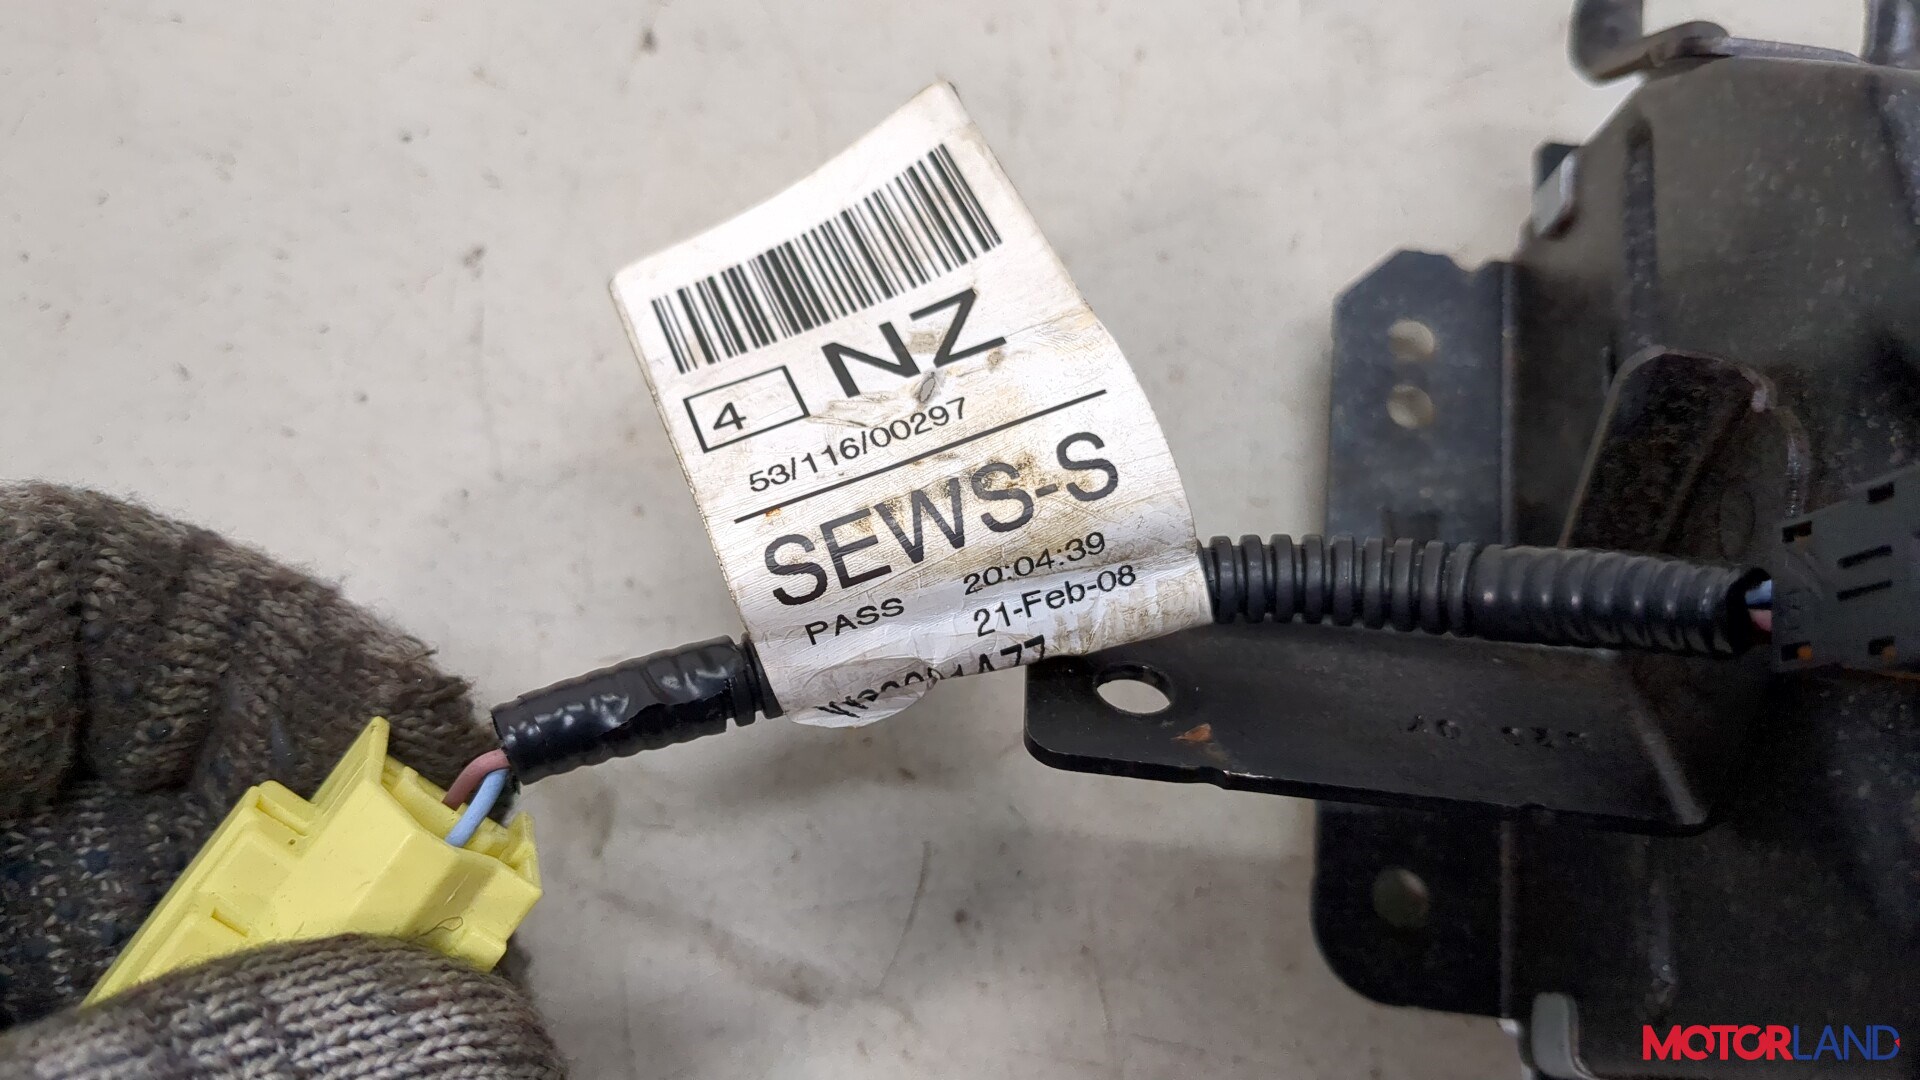 4 NZ
53/116/00297
SEWS-S
PASS 20:04:39
21-Feb-08
MOTORLAND